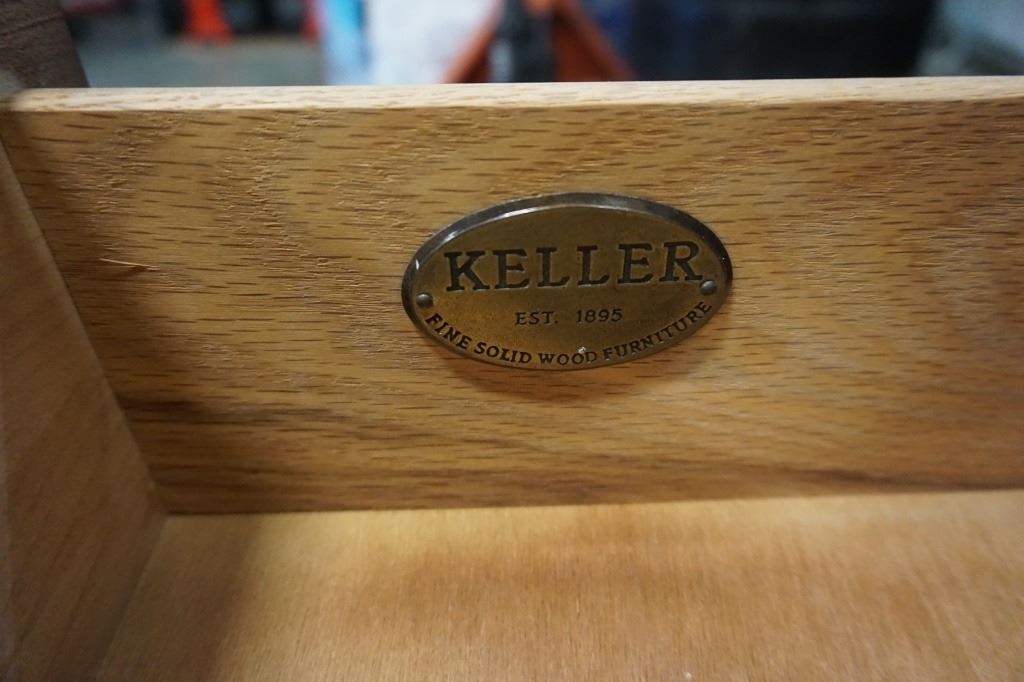 KELLER
EST. 1895
FINE SOLID WOOD FURNITURE